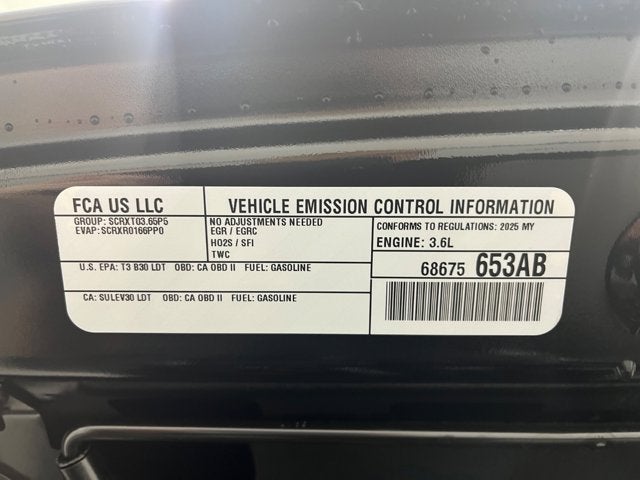 FCA US LLC
VEHICLE EMISSION CONTROL INFORMATION
GROUP: SCRXT03.65P5
EVAP: SCRXR0166PP0
NO ADJUSTMENTS NEEDED
EGR / EGRC
HO2S / SFI
TWC
CONFORMS TO REGULATIONS: 2025 MY
ENGINE: 3.6L
U.S. EPA: T3 B30 LDT OBD: CA OBD II FUEL: GASOLINE
68675 653AB
CA: SULEV30 LDT OBD: CA OBD II FUEL: GASOLINE